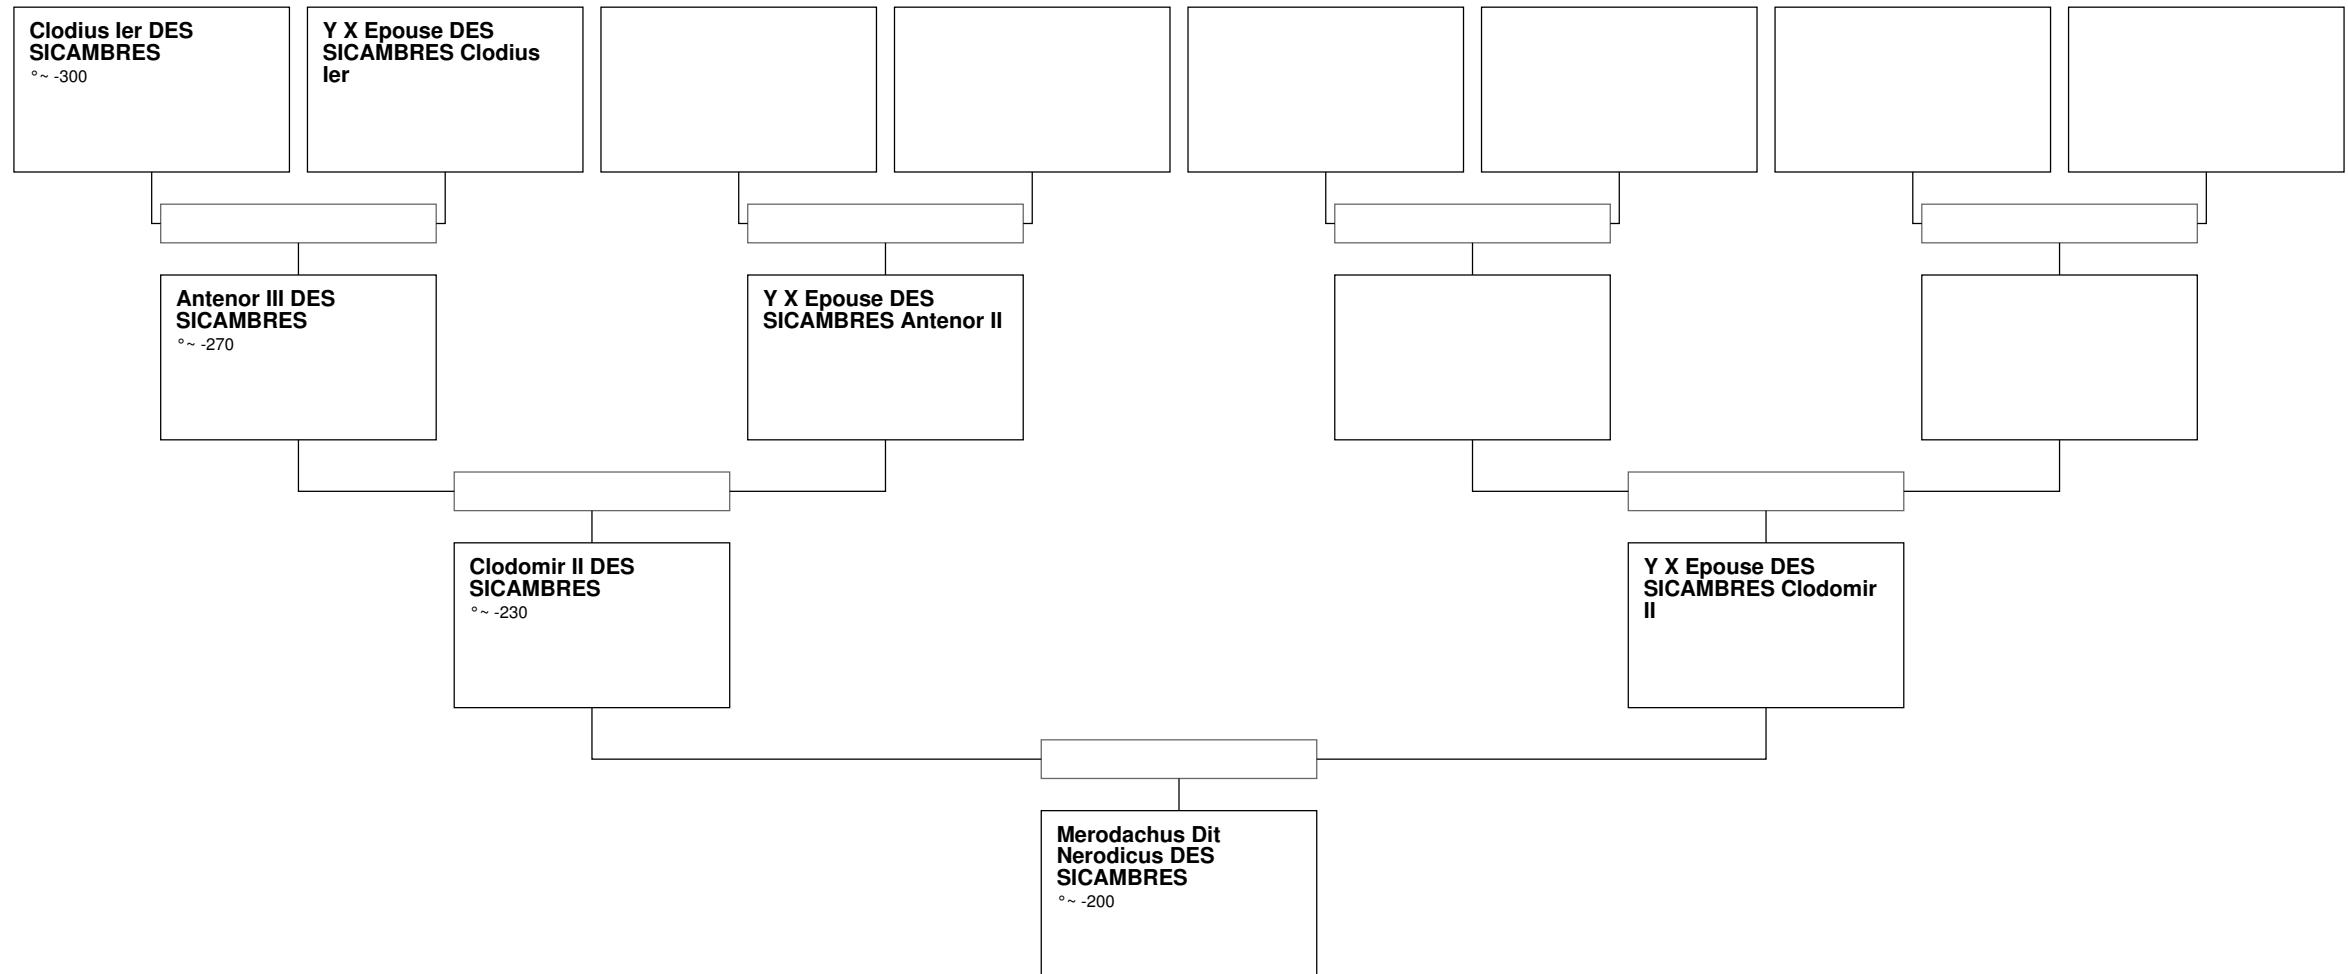 Clodius Ier DES
SICAMBRES
°~ -300
Y X Epouse DES
SICAMBRES Clodius
Ier
Antenor III DES
SICAMBRES
°~ -270
Y X Epouse DES
SICAMBRES Antenor II
Clodomir II DES
SICAMBRES
°~ -230
Y X Epouse DES
SICAMBRES Clodomir
II
Merodachus Dit
Nerodicus DES
SICAMBRES
°~ -200